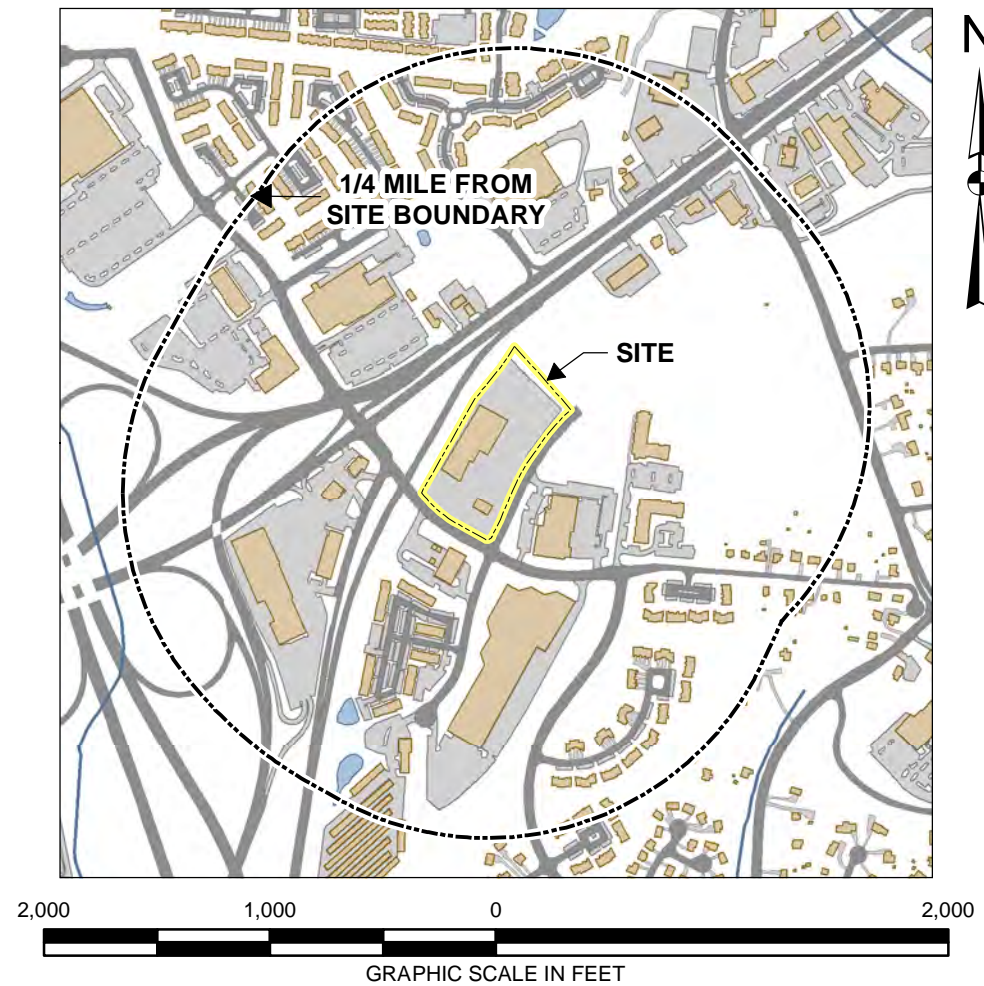 N
1/4 MILE FROM
SITE BOUNDARY
SITE
2,000 1,000 0 2,000
GRAPHIC SCALE IN FEET